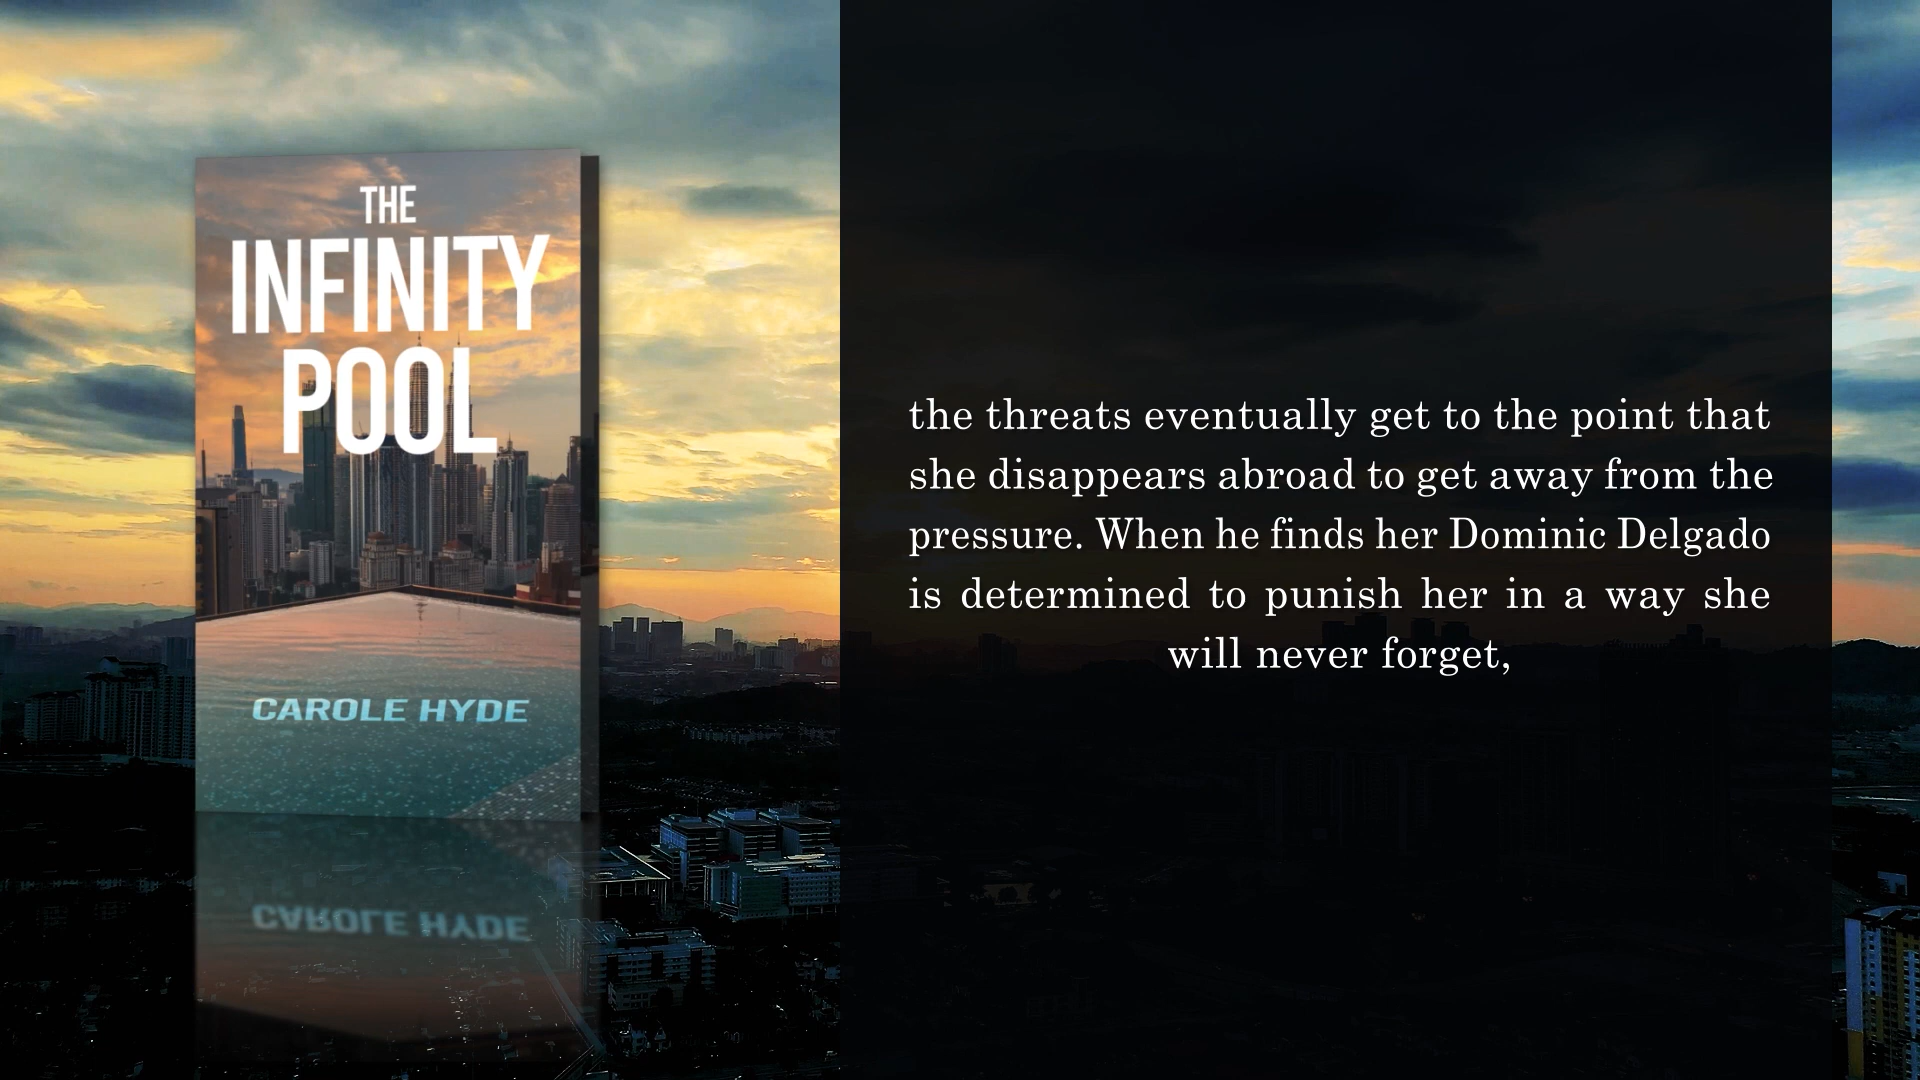 THE
INFINITY
POOL
CAROLE HYDE
CAROLE HYDE
the threats eventually get to the point that
she disappears abroad to get away from the
pressure. When he finds her Dominic Delgado
is determined to punish her in a way she
will never forget,